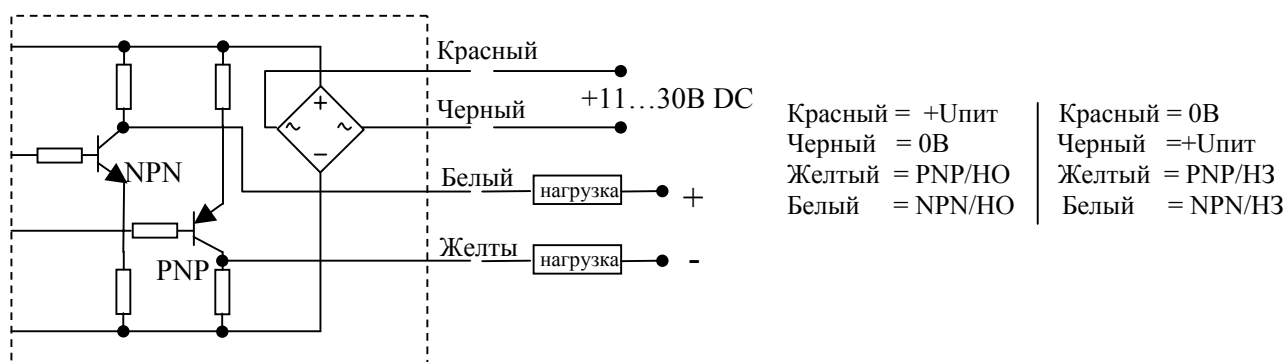 Красный
+11…30В DC
Черный
NPN
Белый
нагрузка
+
PNP
Желты
нагрузка
-
+
~
~
–
Красный = +Uпит
Черный = 0В
Желтый = PNP/НО
Белый = NPN/НО
Красный = 0В
Черный =+Uпит
Желтый = PNP/НЗ
Белый = NPN/НЗ